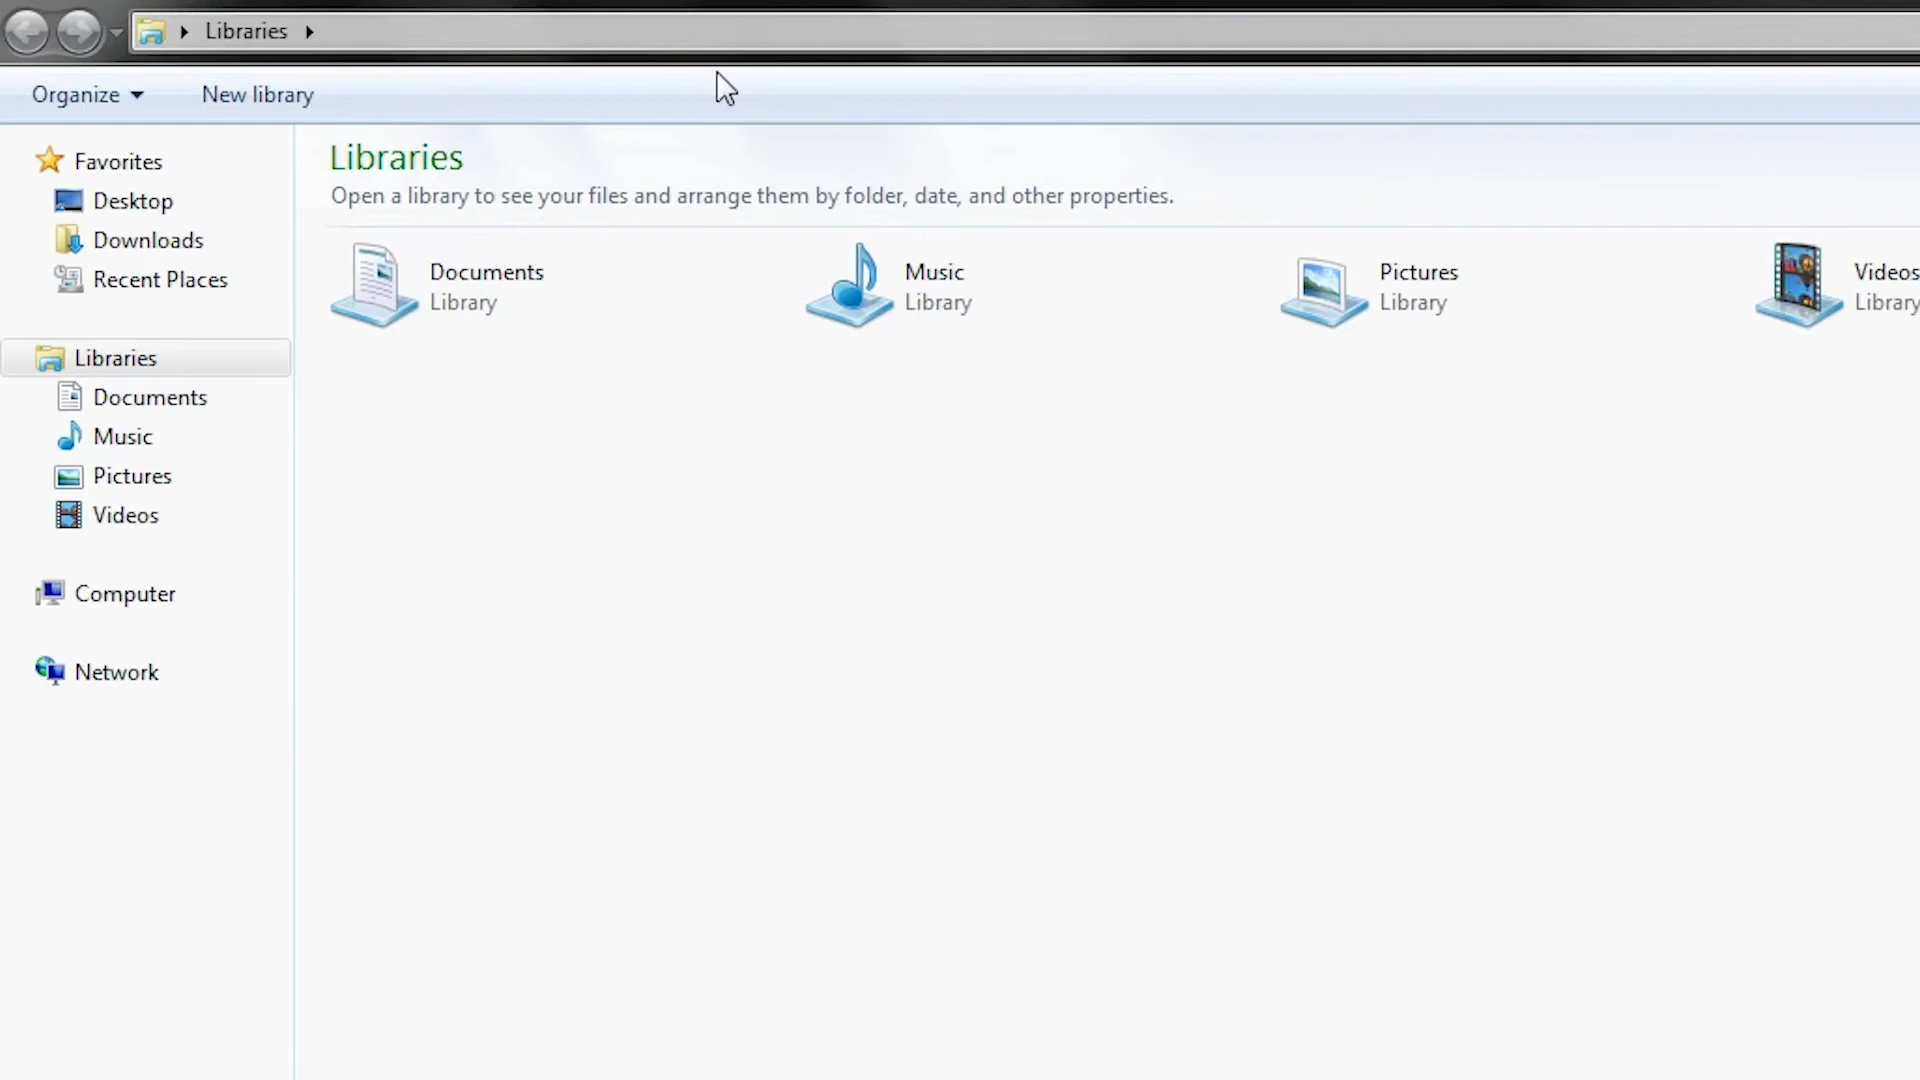 Libraries
Organize
New library
Favorites
Desktop
Downloads
Recent Places
Libraries
Documents
Music
Pictures
Videos
Computer
Network
Libraries
Open a library to see your files and arrange them by folder, date, and other properties.
Documents
Library
Music
Library
Pictures
Library
Videos
Library